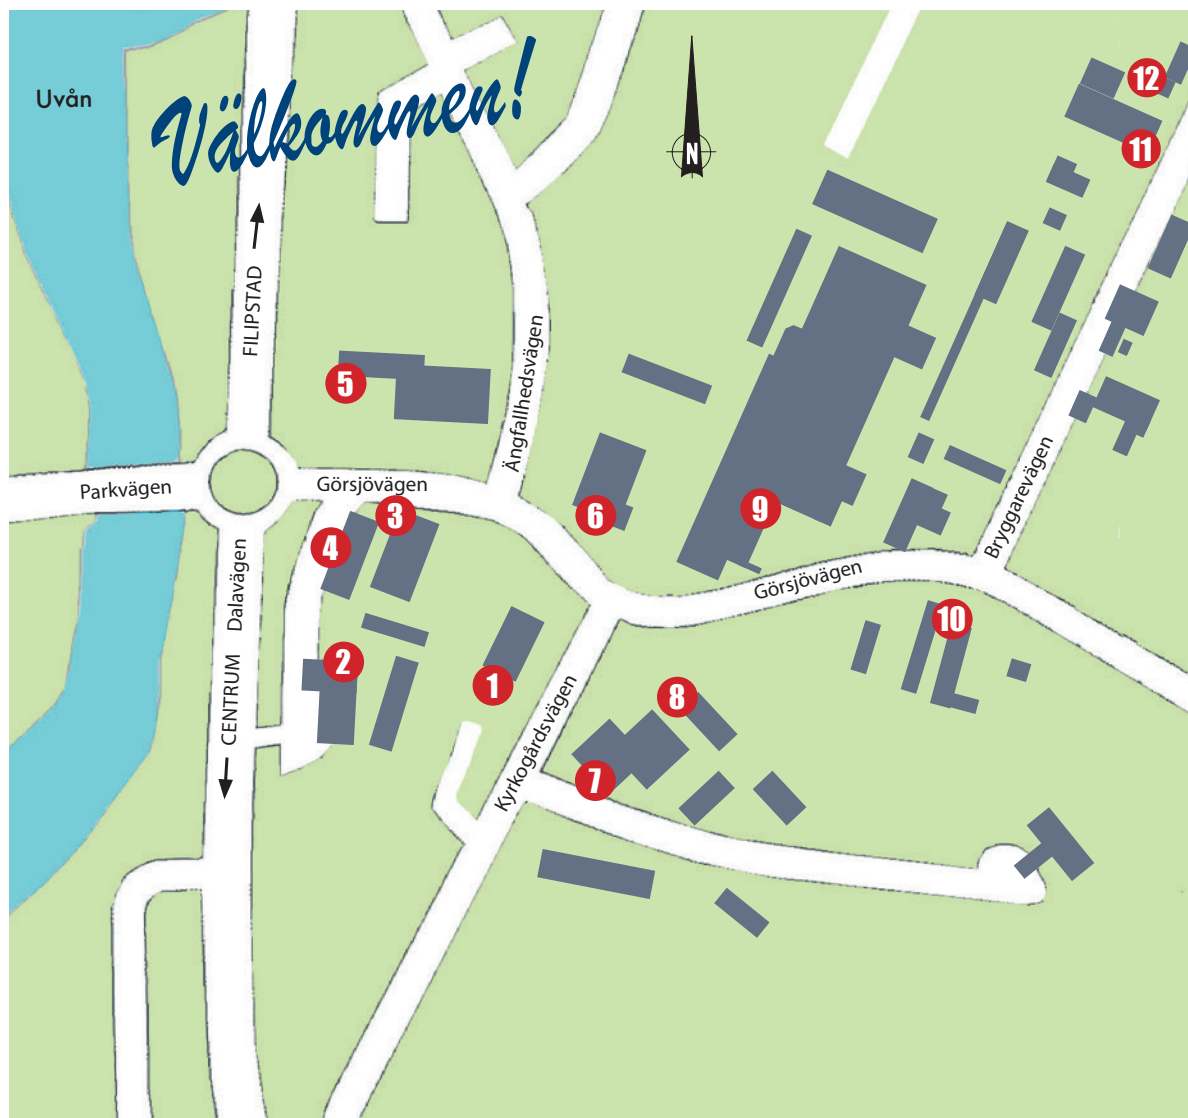 Uvån
Välkommen!
N
12
11
FILIPSTAD
5
Ängfallhedsvägen
Parkvägen
Görsjövägen
3
4
6
9
Bryggarevägen
Görsjövägen
Dalavägen
CENTRUM
2
1
10
8
Kyrkogårdsvägen
7